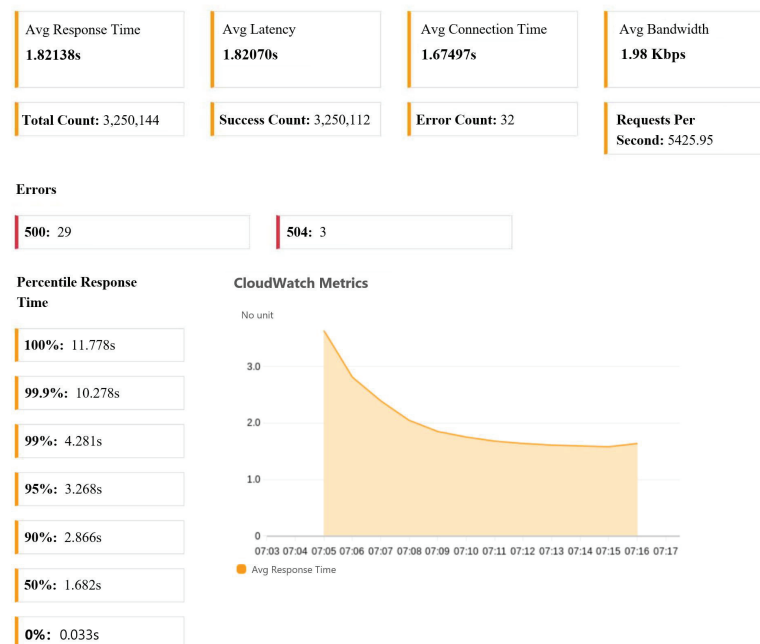 Avg Response Time
1.82138s
Avg Latency
1.82070s
Avg Connection Time
1.67497s
Avg Bandwidth
1.98 Kbps
Total Count: 3,250,144
Success Count: 3,250,112
Error Count: 32
Requests Per
Second: 5425.95
Errors
500: 29
504: 3
Percentile Response
Time
100%: 11.778s
99.9%: 10.278s
99%: 4.281s
95%: 3.268s
90%: 2.866s
50%: 1.682s
0%: 0.033s
CloudWatch Metrics
No unit
3.0
2.0
1.0
0
07:03 07:04 07:05 07:06 07:07 07:08 07:09 07:10 07:11 07:12 07:13 07:14 07:15 07:16 07:17
Avg Response Time